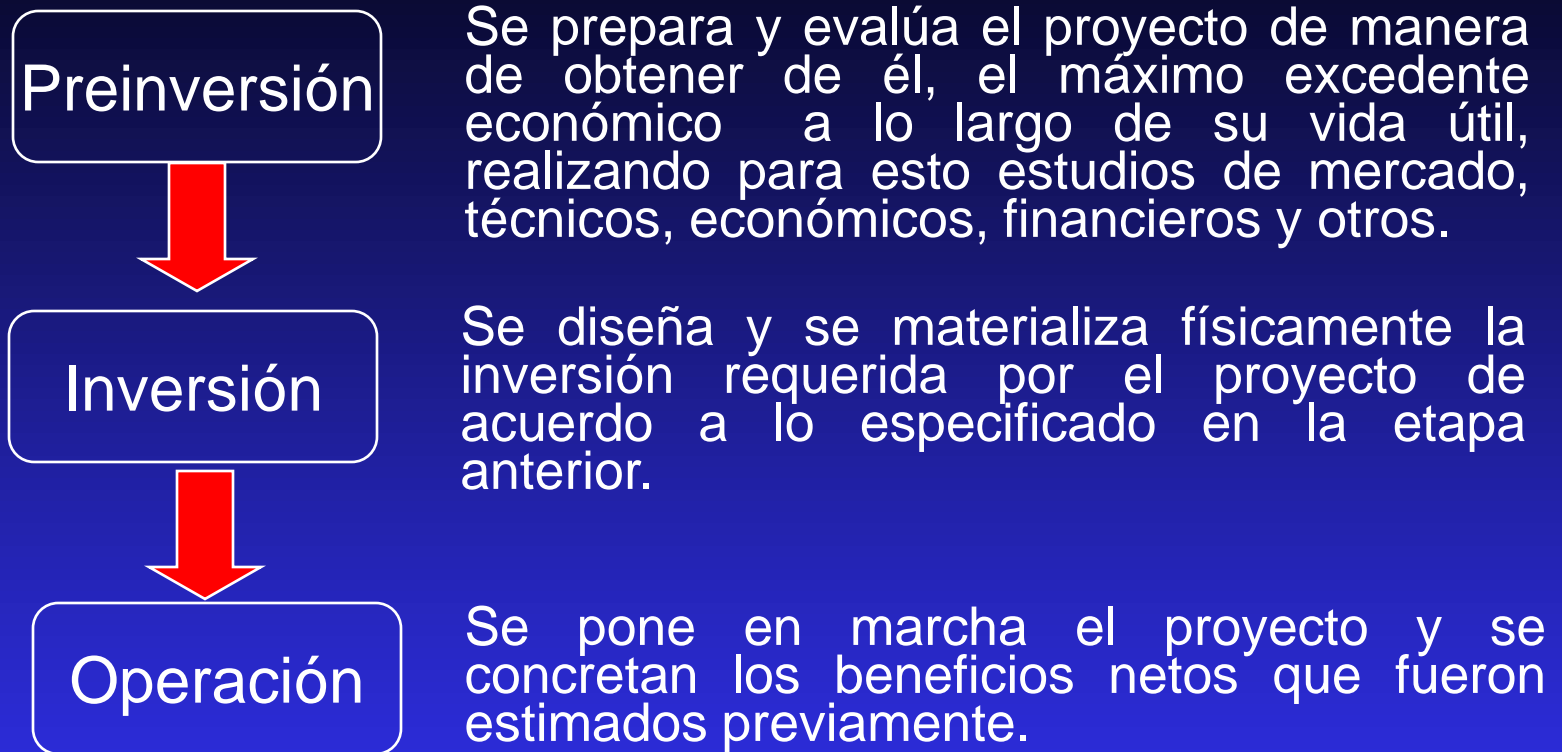 Preinversión
Se prepara y evalúa el proyecto de manera
de obtener de él, el máximo excedente
económico a lo largo de su vida útil,
realizando para esto estudios de mercado,
técnicos, económicos, financieros y otros.
Inversión
Se diseña y se materializa físicamente la
inversión requerida por el proyecto de
acuerdo a lo especificado en la etapa
anterior.
Operación
Se pone en marcha el proyecto y se
concretan los beneficios netos que fueron
estimados previamente.